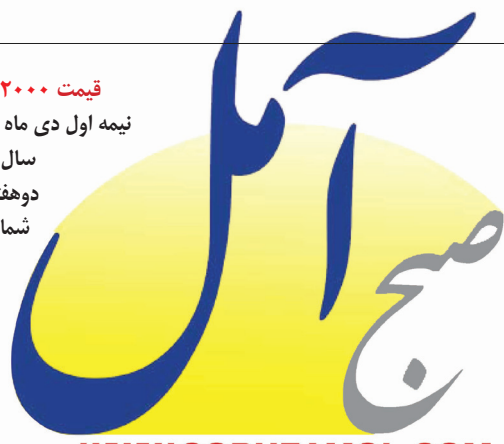 قیمت ۲۰۰۰
نیمه اول دی ماه
سال
صبح آمل